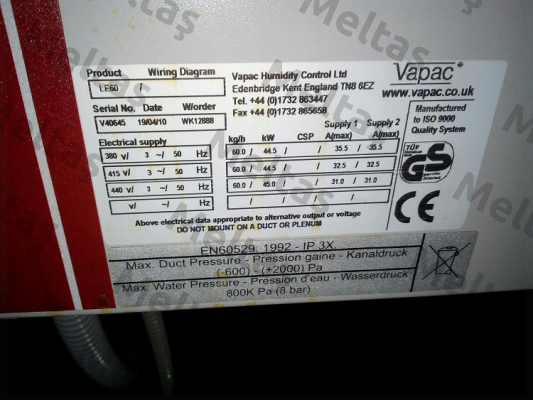 Product Wiring Diagram
LE60
Serial No. Date W/order
V40645 19/04/10 WK12888
Electrical supply
380 v/ 3 ~/ 50 Hz
415 v/ 3 ~/ 50 Hz
440 v/ 3 ~/ 50 Hz
v/ ~/ Hz
Vapac Humidity Control Ltd
Edenbridge Kent England TN8 6EZ
Tel. +44 (0)1732 863447
Fax +44 (0)1732 865658
Supply 1 Supply 2
kg/h kW CSP A(max) A(max)
60.0 / 44.5 / / 35.5 / 35.5
60.0 / 44.5 / / 32.5 / 32.5
60.0 / 45.0 / / 31.0 / 31.0
Above electrical data appropriate to alternative output or voltage
DO NOT MOUNT ON A DUCT OR PLENUM
Vapac®
www.vapac.co.uk
Manufactured
to ISO 9000
Quality System
TÜV
GS
CE
EN60529 1992 - IP 3X
Max. Duct Pressure - Pression gaine - Kanaldruck
(-600) - (+2000) Pa
Max. Water Pressure - Pression d'eau - Wasserdruck
800K Pa (8 bar)
Meltaş